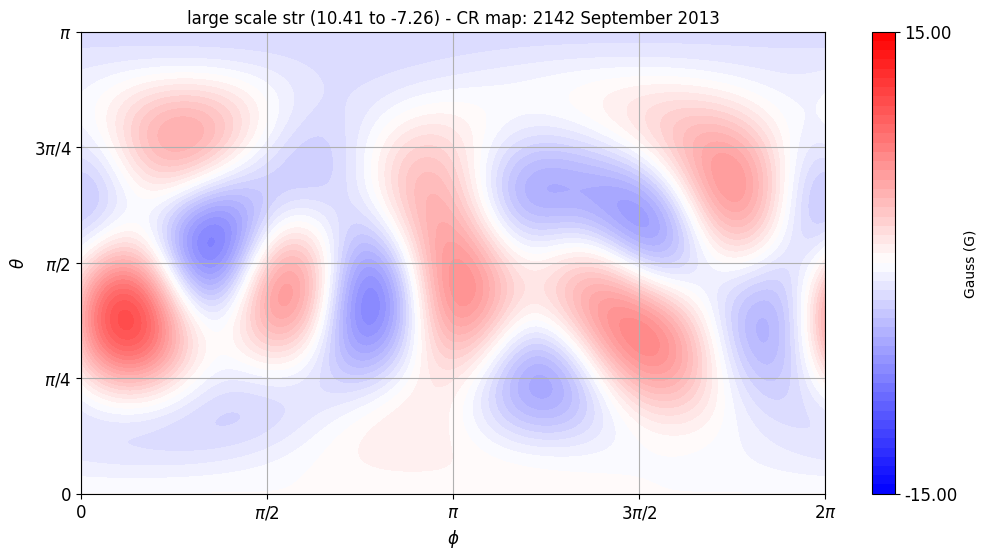 large scale str (10.41 to -7.26) - CR map: 2142 September 2013
π
3π/4
π/2
π/4
0
θ
0
π/2
π
3π/2
2π
ϕ
15.00
-15.00
Gauss (G)